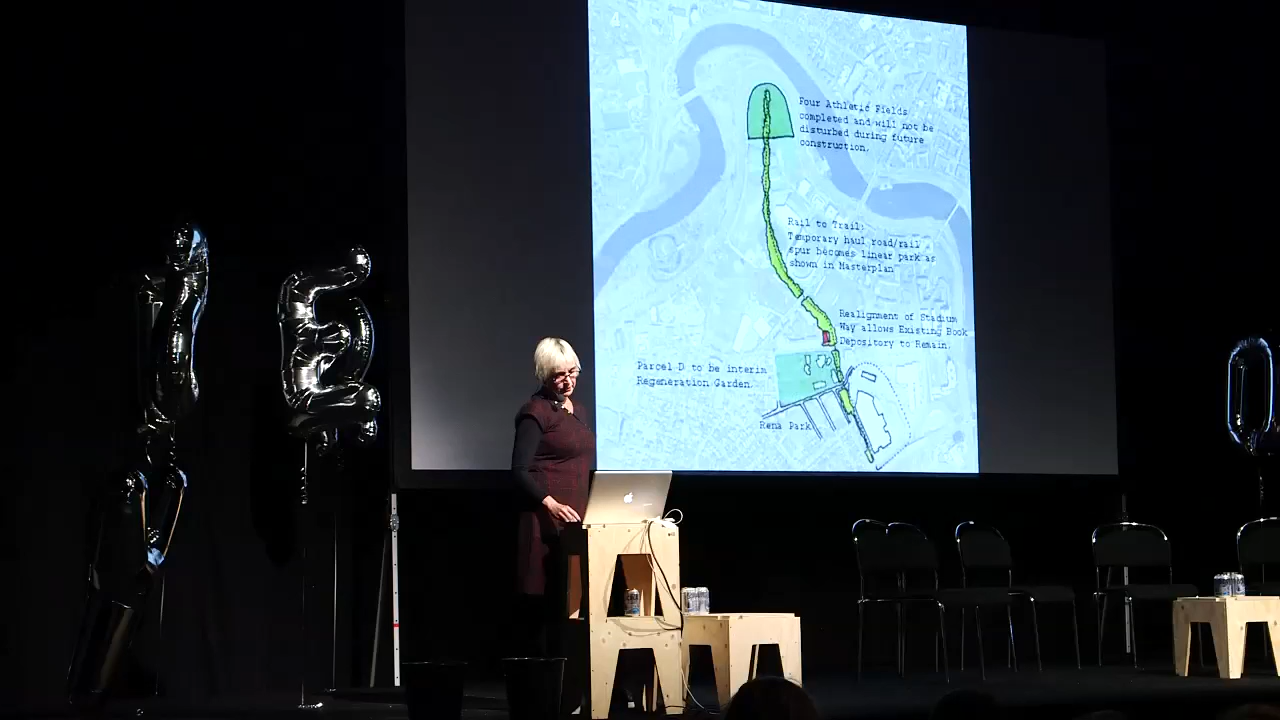 4
Four Athletic Fields
completed and will not be
disturbed during future
construction.
Rail to Trail:
Temporary haul road/rail
spur becomes linear park as
shown in Masterplan
Realignment of Stadium
Way allows Existing Book
Depository to Remain.
Parcel D to be interim
Regeneration Garden.
Rena Park